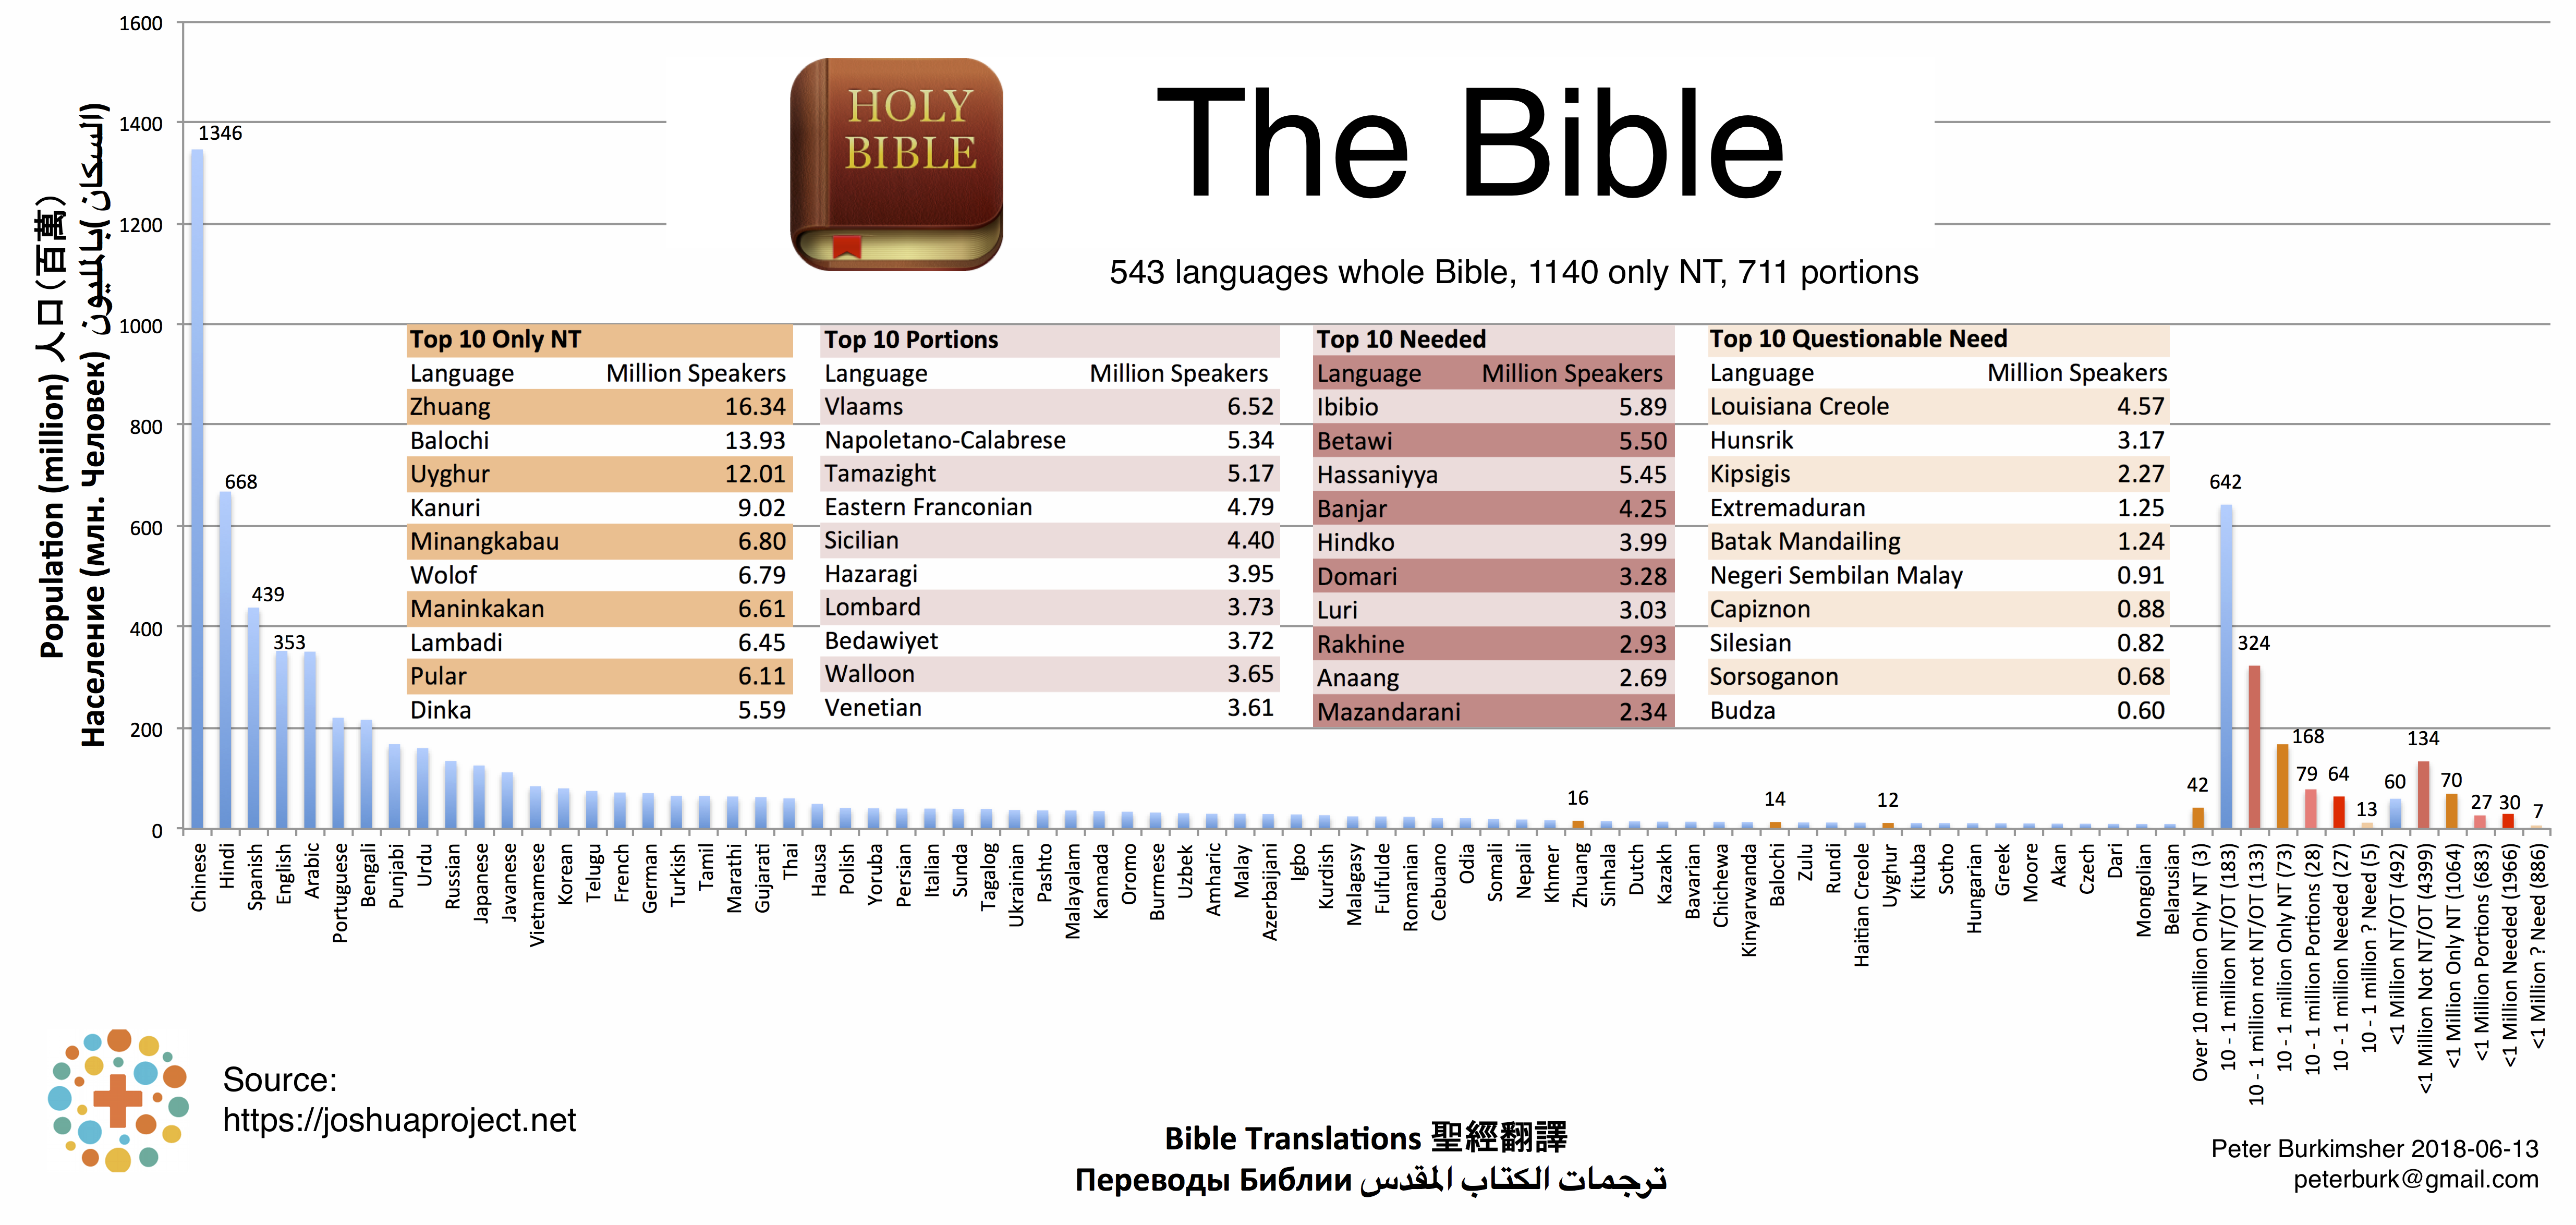 1600
1400
1200
1000
800
600
400
200
0
Population (million) 人口(百萬)
Население (млн. Человек) السكان)بالمليون)
HOLY
BIBLE
The Bible
543 languages whole Bible, 1140 only NT, 711 portions
1346
668
439
353
Top 10 Only NT
Language Million Speakers
Zhuang 16.34
Balochi 13.93
Uyghur 12.01
Kanuri 9.02
Minangkabau 6.80
Wolof 6.79
Maninkakan 6.61
Lambadi 6.45
Pular 6.11
Dinka 5.59
Top 10 Portions
Language Million Speakers
Vlaams 6.52
Napoletano-Calabrese 5.34
Tamazight 5.17
Eastern Franconian 4.79
Sicilian 4.40
Hazaragi 3.95
Lombard 3.73
Bedawiyet 3.72
Walloon 3.65
Venetian 3.61
Top 10 Needed
Language Million Speakers
Ibibio 5.89
Betawi 5.50
Hassaniyya 5.45
Banjar 4.25
Hindko 3.99
Domari 3.28
Luri 3.03
Rakhine 2.93
Anaang 2.69
Mazandarani 2.34
Top 10 Questionable Need
Language Million Speakers
Louisiana Creole 4.57
Hunsrik 3.17
Kipsigis 2.27
Extremaduran 1.25
Batak Mandailing 1.24
Negeri Sembilan Malay 0.91
Capiznon 0.88
Silesian 0.82
Sorsoganon 0.68
Budza 0.60
16
14
12
42
642
324
168
79
64
13
60
134
70
27
30
7
Chinese
Hindi
Spanish
English
Arabic
Portuguese
Bengali
Punjabi
Urdu
Russian
Japanese
Javanese
Vietnamese
Korean
Telugu
French
German
Turkish
Tamil
Marathi
Gujarati
Thai
Hausa
Polish
Yoruba
Persian
Italian
Sunda
Tagalog
Ukrainian
Pashto
Malayalam
Kannada
Oromo
Burmese
Uzbek
Amharic
Malay
Azerbaijani
Igbo
Kurdish
Malagasy
Fulfulde
Romanian
Cebuano
Odia
Somali
Nepali
Khmer
Zhuang
Sinhala
Dutch
Kazakh
Bavarian
Chichewa
Kinyarwanda
Balochi
Zulu
Rundi
Haitian Creole
Uyghur
Kituba
Sotho
Hungarian
Greek
Moore
Akan
Czech
Dari
Mongolian
Belarusian
Over 10 million Only NT (3)
10 - 1 million NT/OT (183)
10 - 1 million not NT/OT (133)
10 - 1 million Only NT (73)
10 - 1 million Portions (28)
10 - 1 million Needed (27)
10 - 1 million ? Need (5)
<1 Million NT/OT (492)
<1 Million Not NT/OT (4399)
<1 Million Only NT (1064)
<1 Million Portions (683)
<1 Million Needed (1966)
<1 Million ? Need (886)
Source:
https://joshuaproject.net
Bible Translations 聖經翻譯
Переводы Библии ترجمات الكتاب المقدس
Peter Burkimsher 2018-06-13
peterburk@gmail.com